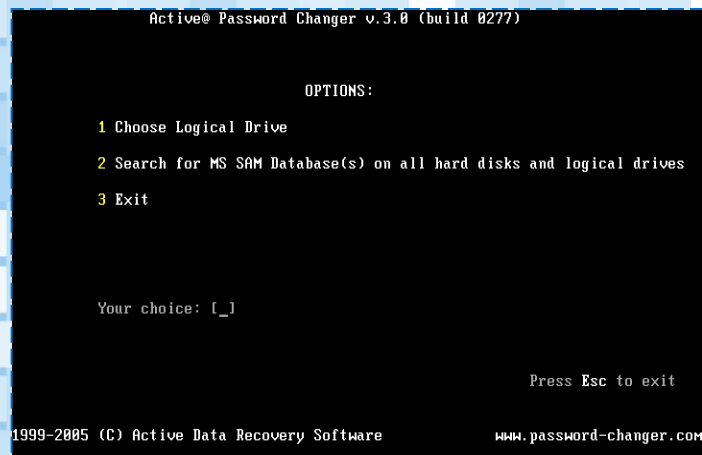 Active@ Password Changer v.3.0 (build 0277)
OPTIONS:
1 Choose Logical Drive
2 Search for MS SAM Database(s) on all hard disks and logical drives
3 Exit
Your choice: [_]
Press Esc to exit
1999-2005 (C) Active Data Recovery Software www.password-changer.com